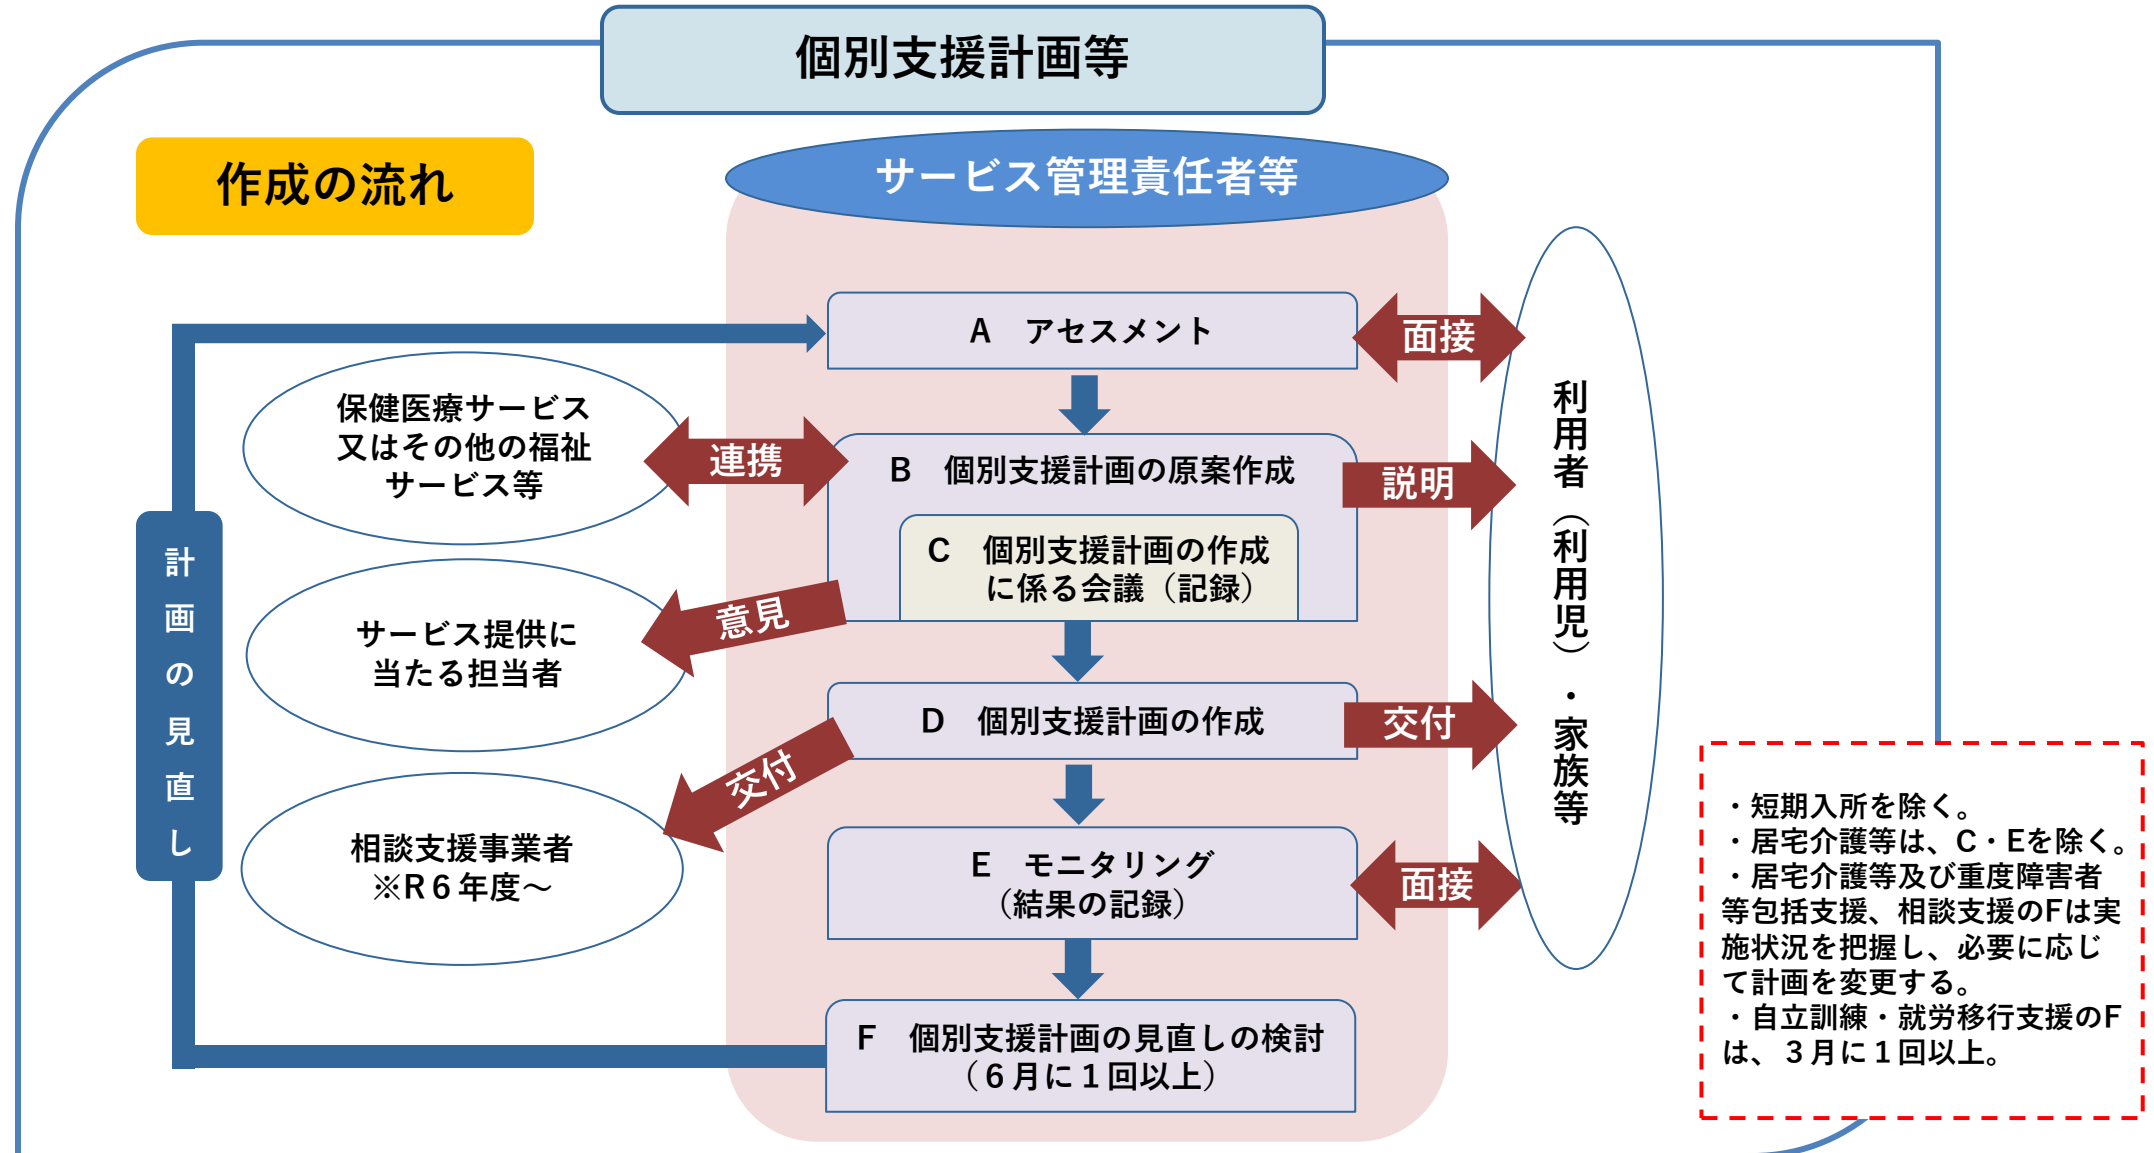 個別支援計画等
作成の流れ
サービス管理責任者等
A　アセスメント
面接
保健医療サービス
又はその他の福祉
サービス等
連携
B　個別支援計画の原案作成
説明
C　個別支援計画の作成
に係る会議（記録）
意見
サービス提供に
当たる担当者
D　個別支援計画の作成
交付
交付
相談支援事業者
※R６年度～
E　モニタリング
（結果の記録）
面接
F　個別支援計画の見直しの検討
（６月に１回以上）
計画の見直し
利用者（利用児）・家族等
・短期入所を除く。
・居宅介護等は、C・Eを除く。
・居宅介護等及び重度障害者
等包括支援、相談支援のFは実
施状況を把握し、必要に応じ
て計画を変更する。
・自立訓練・就労移行支援のF
は、３月に１回以上。